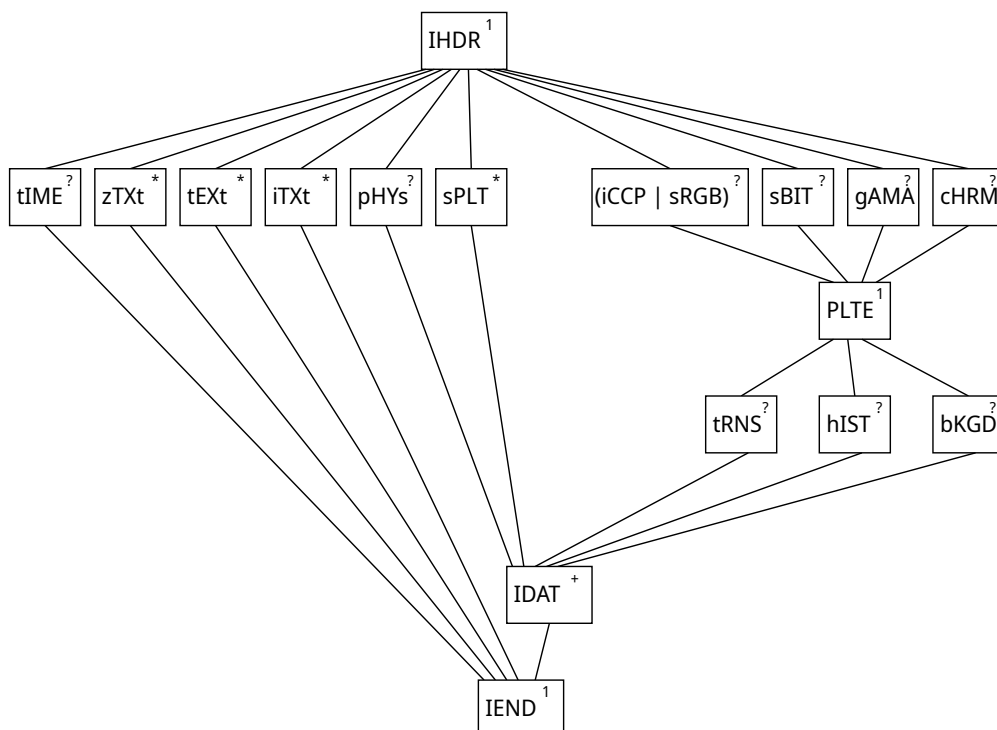 IHDR 1
tIME ? zTXt * tEXt * iTXt * pHYs ? sPLT * (iCCP | sRGB) ? sBIT ? gAMA ? cHRM ?
PLTE 1
tRNS ? hIST ? bKGD ?
IDAT +
IEND 1